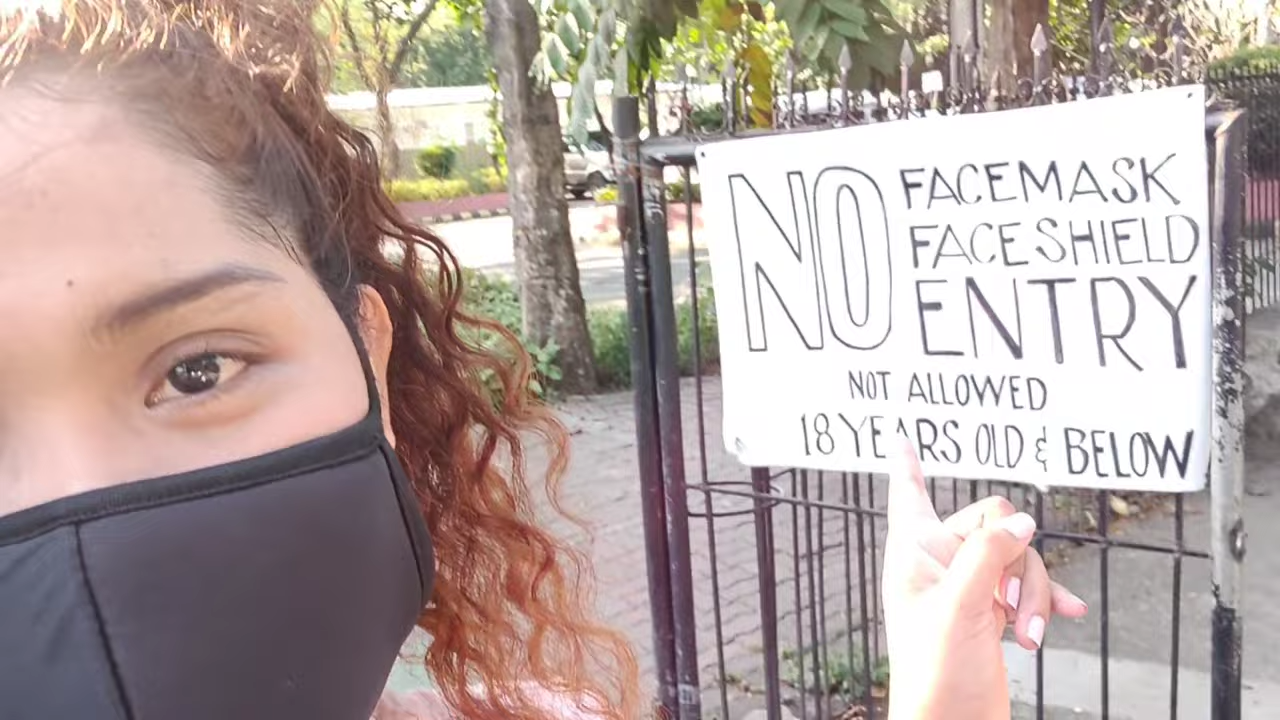 NO FACEMASK
FACESHIELD
ENTRY
NOT ALLOWED
18 YEARS OLD & BELOW